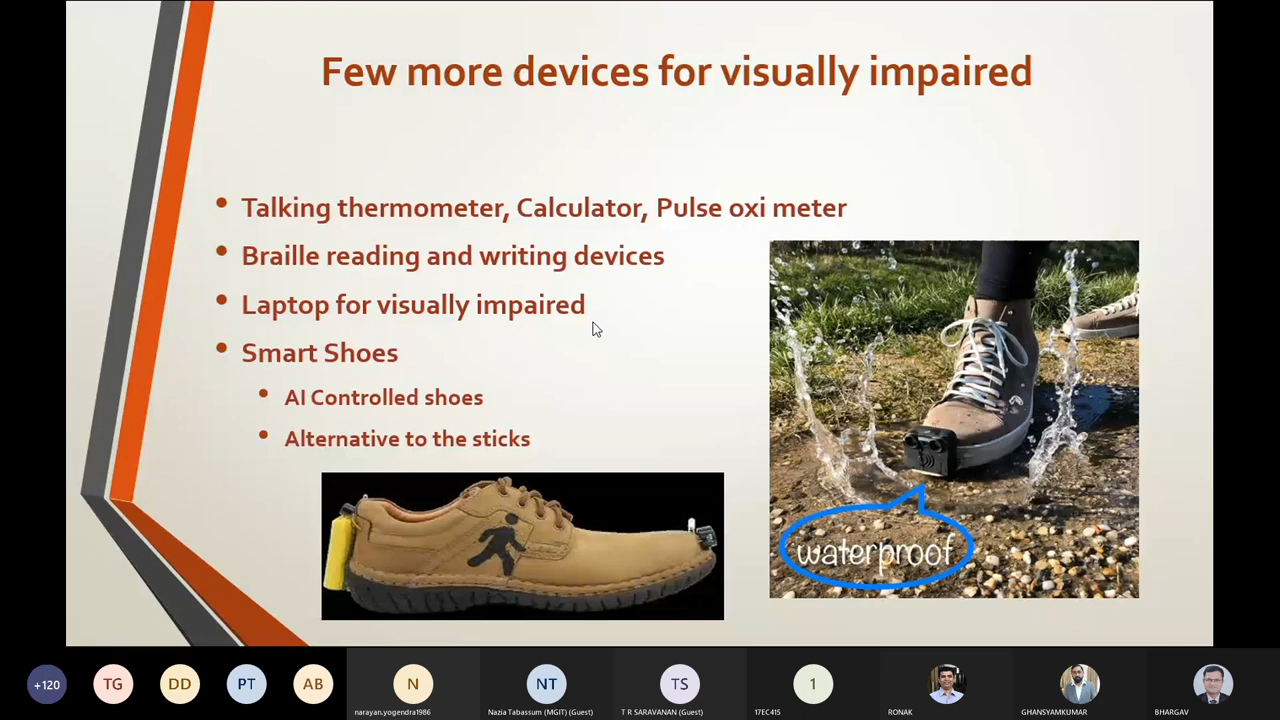 Few more devices for visually impaired
Talking thermometer, Calculator, Pulse oxi meter
Braille reading and writing devices
Laptop for visually impaired
Smart Shoes
AI Controlled shoes
Alternative to the sticks
waterproof
+120
TG
DD
PT
AB
N
NT
TS
1
narayan.yogendra1986
Nazia Tabassum (MGIT) (Guest)
T R SARAVANAN (Guest)
17EC415
RONAK
GHANSYAMKUMAR
BHARGAV